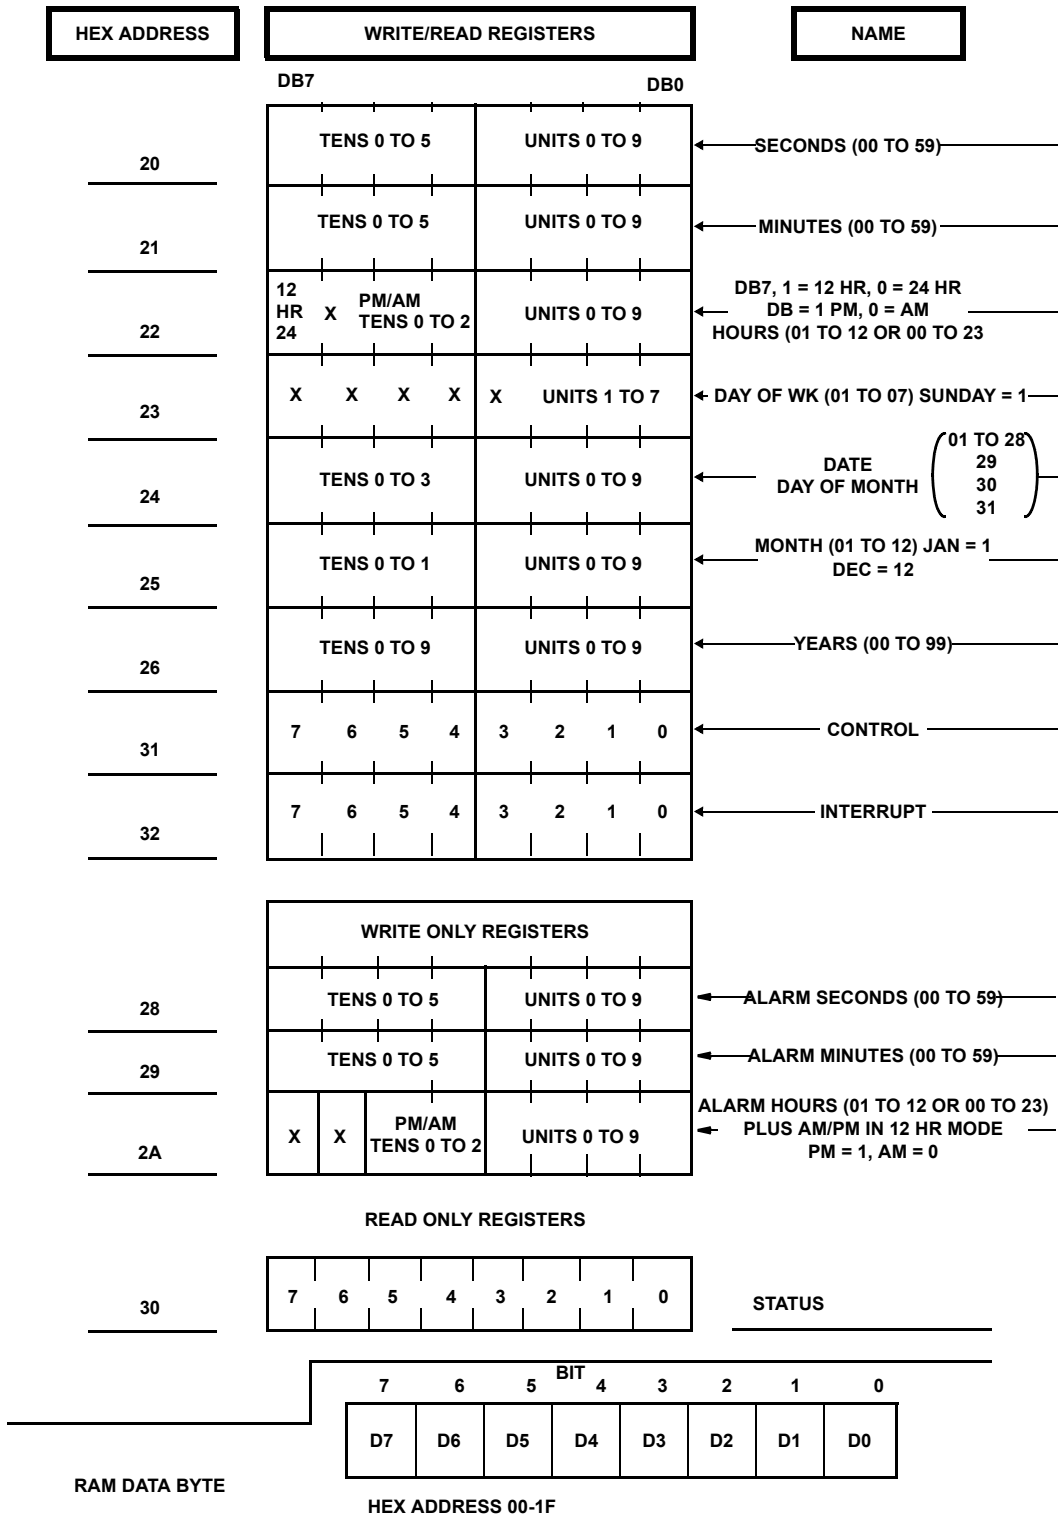 HEX ADDRESS WRITE/READ REGISTERS NAME
DB7 DB0
20 TENS 0 TO 5 UNITS 0 TO 9 SECONDS (00 TO 59)
21 TENS 0 TO 5 UNITS 0 TO 9 MINUTES (00 TO 59)
22
12
HR
24
X
PM/AM
TENS 0 TO 2
UNITS 0 TO 9
DB7, 1 = 12 HR, 0 = 24 HR
DB = 1 PM, 0 = AM
HOURS (01 TO 12 OR 00 TO 23
23 X X X X X UNITS 1 TO 7 DAY OF WK (01 TO 07) SUNDAY = 1
24 TENS 0 TO 3 UNITS 0 TO 9
DATE
DAY OF MONTH
01 TO 28
29
30
31
25 TENS 0 TO 1 UNITS 0 TO 9
MONTH (01 TO 12) JAN = 1
DEC = 12
26 TENS 0 TO 9 UNITS 0 TO 9 YEARS (00 TO 99)
31 7 6 5 4 3 2 1 0 CONTROL
32 7 6 5 4 3 2 1 0 INTERRUPT
WRITE ONLY REGISTERS
28 TENS 0 TO 5 UNITS 0 TO 9 ALARM SECONDS (00 TO 59)
29 TENS 0 TO 5 UNITS 0 TO 9 ALARM MINUTES (00 TO 59)
2A X X
PM/AM
TENS 0 TO 2
UNITS 0 TO 9
ALARM HOURS (01 TO 12 OR 00 TO 23)
PLUS AM/PM IN 12 HR MODE
PM = 1, AM = 0
READ ONLY REGISTERS
30 7 6 5 4 3 2 1 0 STATUS
BIT
7 6 5 4 3 2 1 0
D7 D6 D5 D4 D3 D2 D1 D0
RAM DATA BYTE
HEX ADDRESS 00-1F